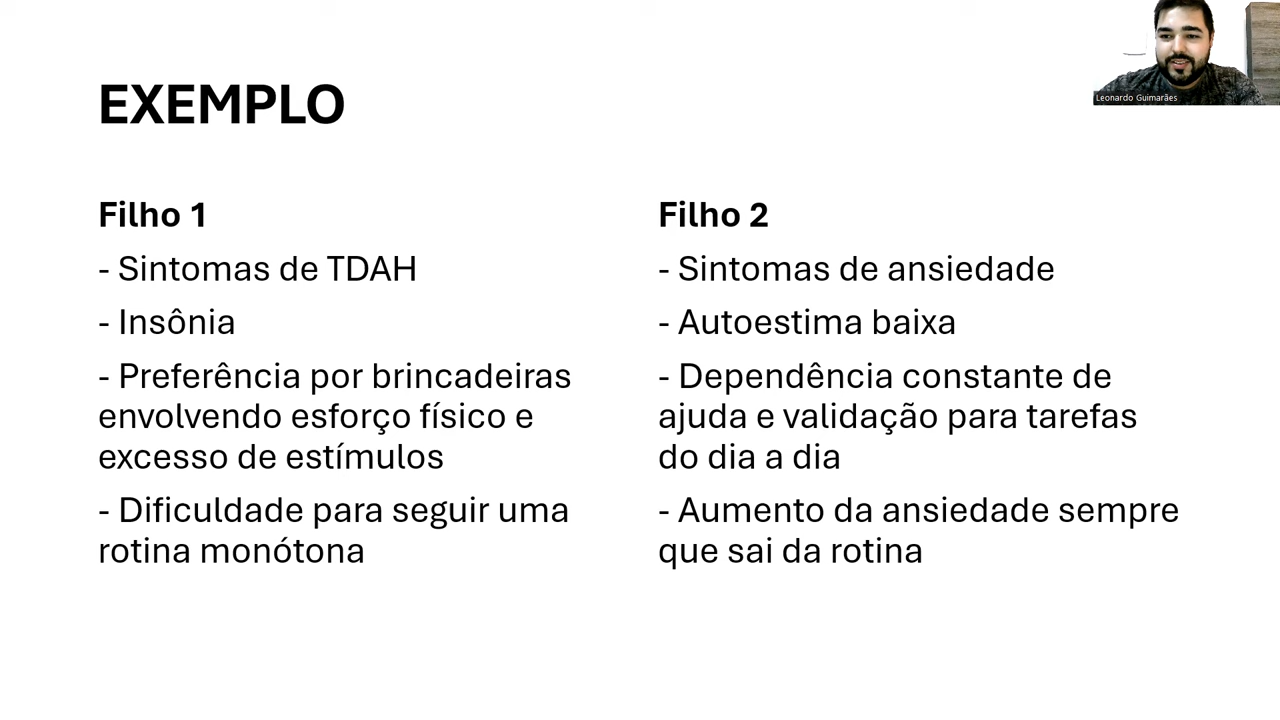 EXEMPLO
Leonardo Guimarães
Filho 1
- Sintomas de TDAH
- Insônia
- Preferência por brincadeiras
envolvendo esforço físico e
excesso de estímulos
- Dificuldade para seguir uma
rotina monótona
Filho 2
- Sintomas de ansiedade
- Autoestima baixa
- Dependência constante de
ajuda e validação para tarefas
do dia a dia
- Aumento da ansiedade sempre
que sai da rotina